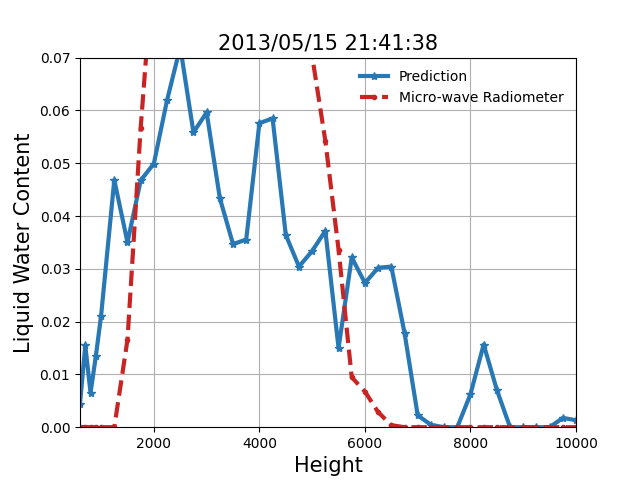 2013/05/15 21:41:38
Prediction
Micro-wave Radiometer
Liquid Water Content
0.07
0.06
0.05
0.04
0.03
0.02
0.01
0.00
2000 4000 6000 8000 10000
Height